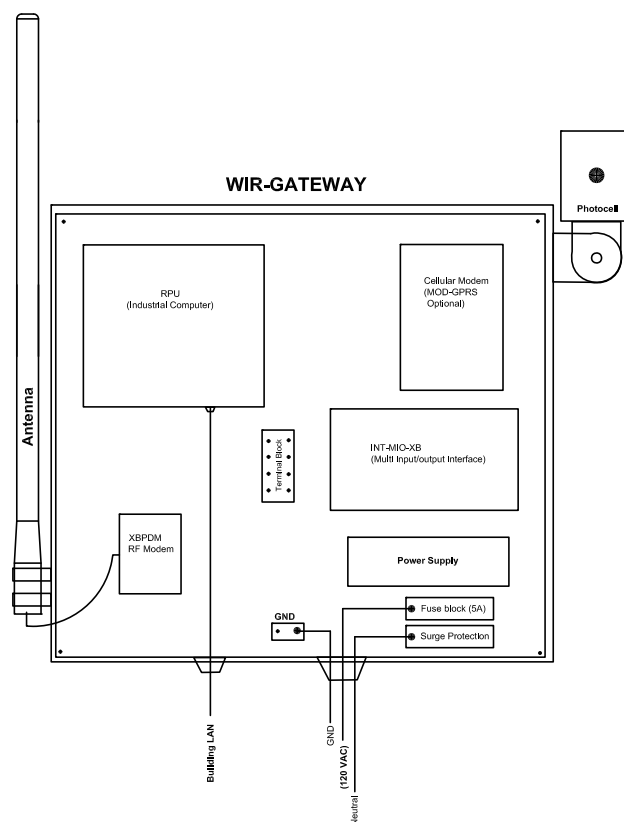 WIR-GATEWAY
Photocell
RPU
(Industrial Computer)
Cellular Modem
(MOD-GPRS
Optional)
Antenna
Terminal Block
INT-MIO-XB
(Multi Input/output Interface)
XBPDM
RF Modem
Power Supply
Fuse block (5A)
GND
Surge Protection
Building LAN
GND
(120 VAC)
Neutral